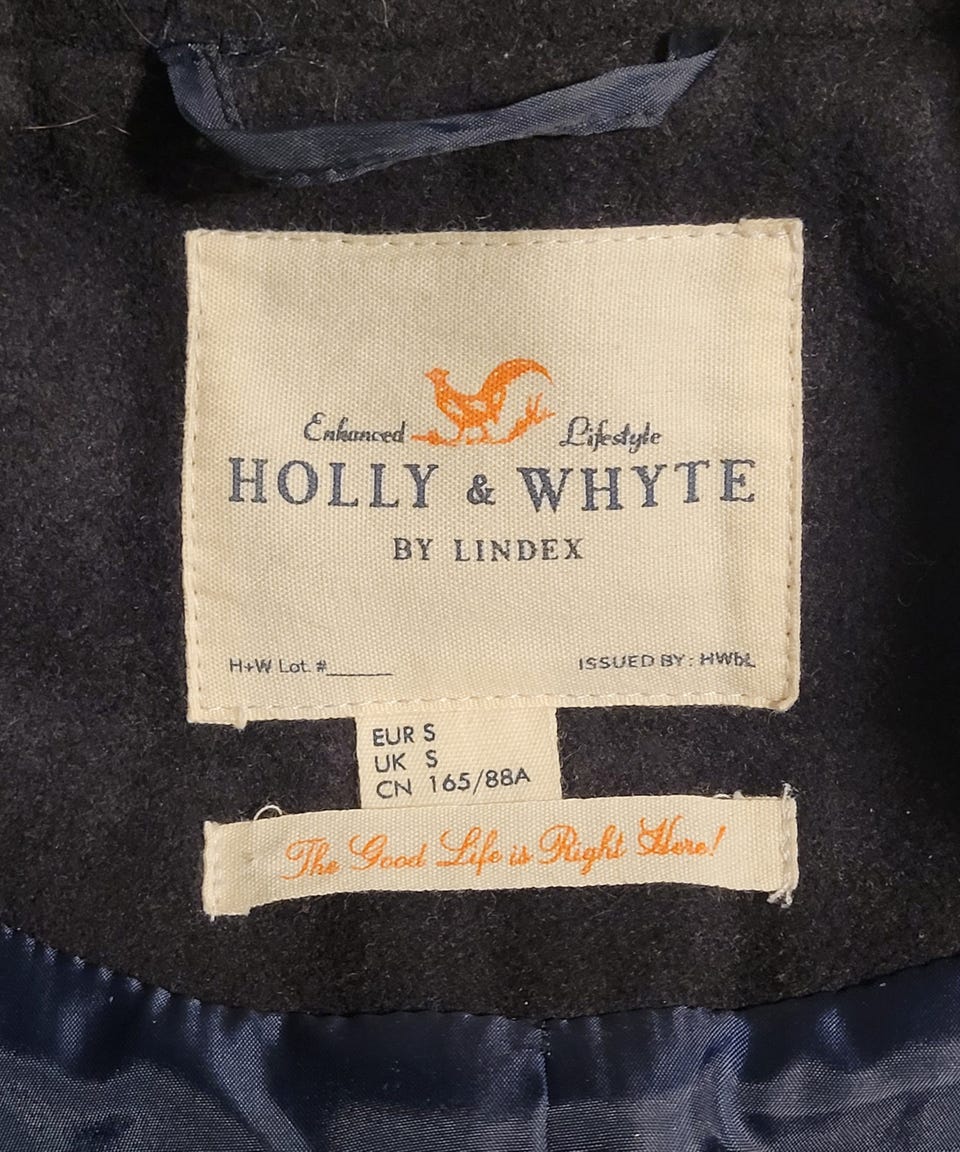 Enhanced Lifestyle
HOLLY & WHYTE
BY LINDEX
H+W Lot. #______ ISSUED BY: HWbL
EUR S
UK S
CN 165/88A
The Good Life is Right Here!